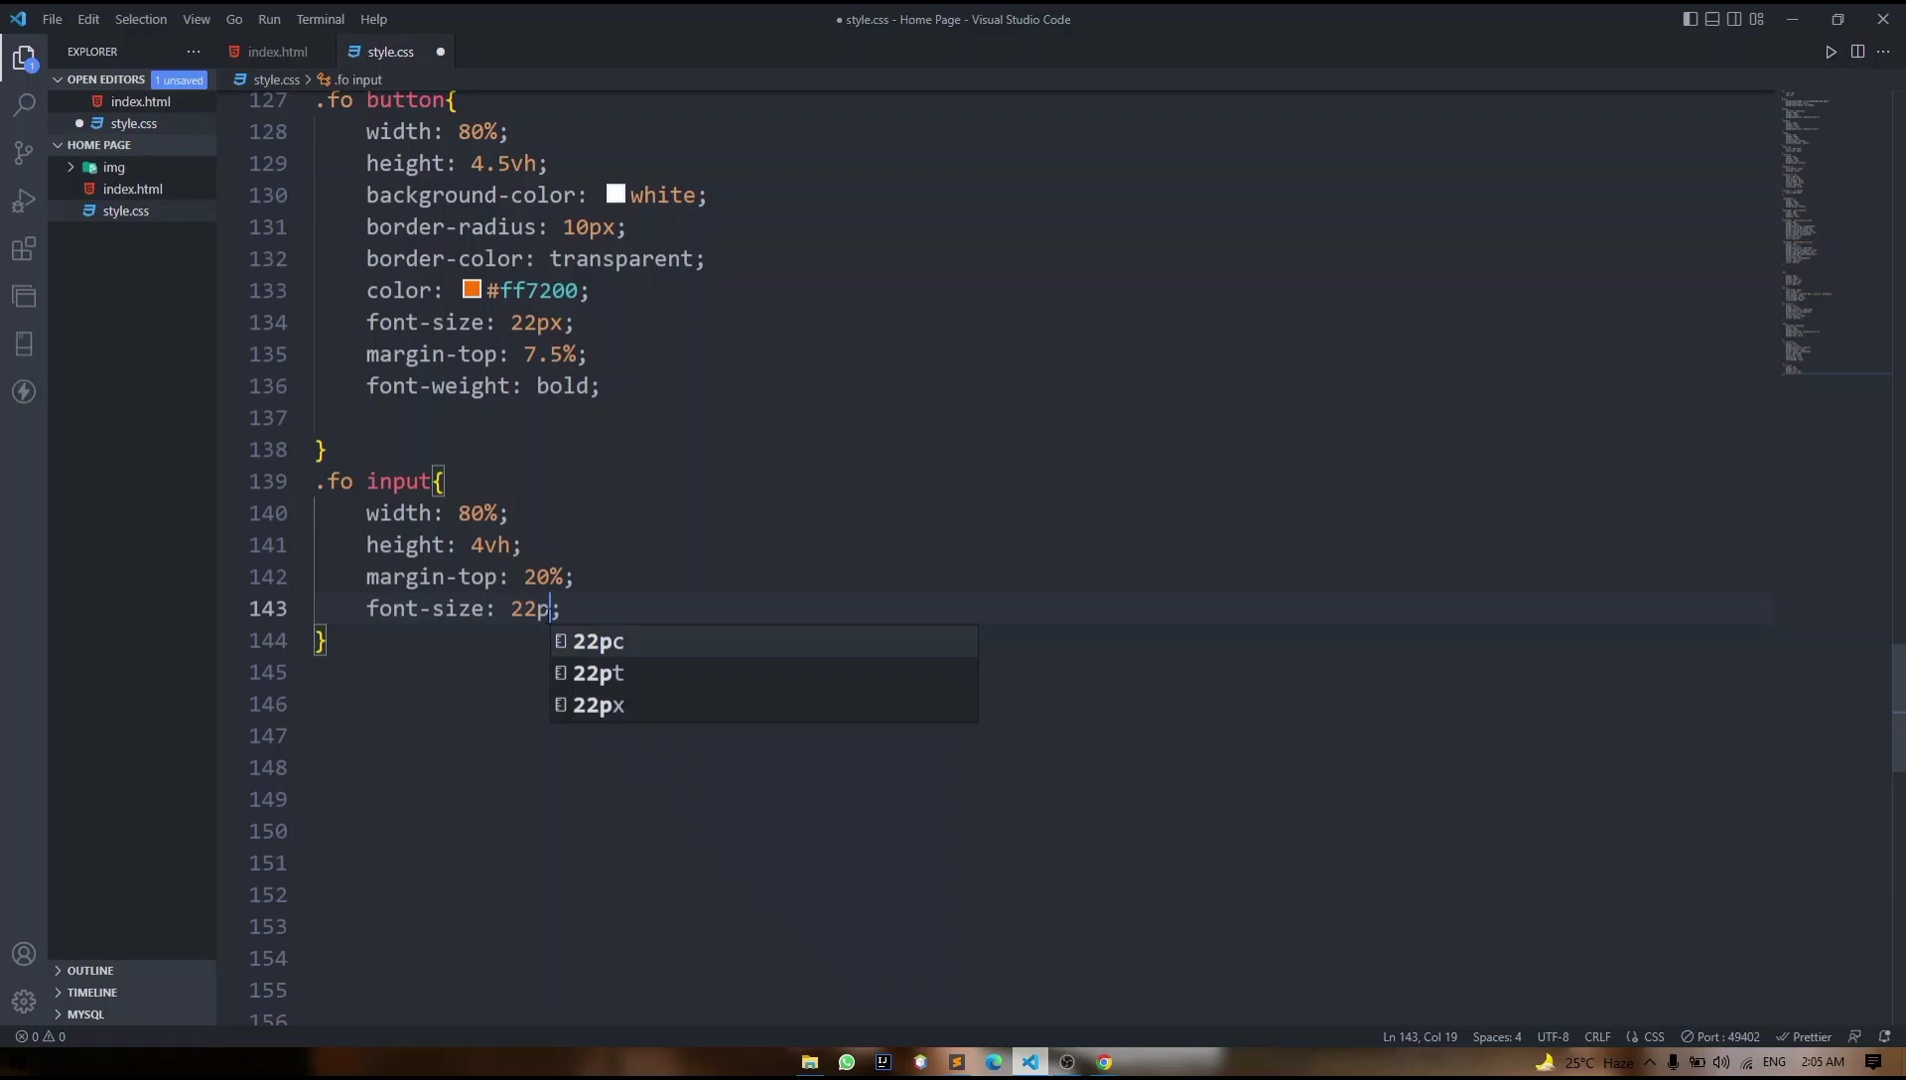 File Edit Selection View Go Run Terminal Help
● style.css - Home Page - Visual Studio Code
EXPLORER ···
index.html
style.css ●
OPEN EDITORS 1 unsaved
index.html
● style.css
HOME PAGE
img
index.html
style.css
OUTLINE
TIMELINE
MYSQL
1
style.css > .fo input
127 .fo button{
128 width: 80%;
129 height: 4.5vh;
130 background-color: white;
131 border-radius: 10px;
132 border-color: transparent;
133 color: #ff7200;
134 font-size: 22px;
135 margin-top: 7.5%;
136 font-weight: bold;
137
138 }
139 .fo input{
140 width: 80%;
141 height: 4vh;
142 margin-top: 20%;
143 font-size: 22p;
144 }
22pc
22pt
22px
145
146
147
148
149
150
151
152
153
154
155
156
0 0
Ln 143, Col 19 Spaces: 4 UTF-8 CRLF {} CSS Port : 49402 Prettier
25°C Haze ENG 2:05 AM